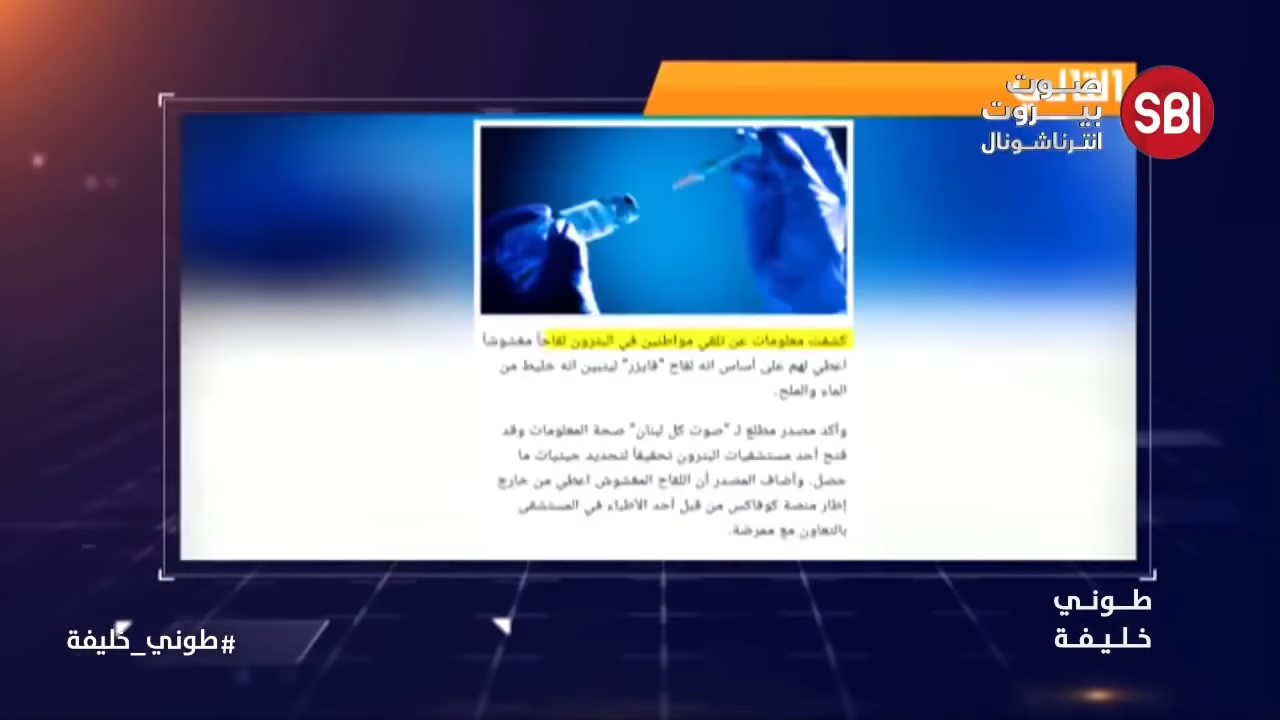 صوت
بيروت
انترناشونال
SBI
كشفت معلومات عن تلقي مواطنين في البترون لقاحاً مغشوشاً
أعطي لهم على أساس انه لقاح "فايزر" ليتبين انه خليط من
الماء والملح.
وأكد مصدر مطلع لـ "صوت كل لبنان" صحة المعلومات وقد
فتح أحد مستشفيات البترون تحقيقاً لتحديد حيثيات ما
حصل. وأضاف المصدر أن اللقاح المغشوش اعطي من خارج
إطار منصة كوفاكس من قبل أحد الأطباء في المستشفى
بالتعاون مع ممرضة.
طوني
خليفة
#طوني_خليفة